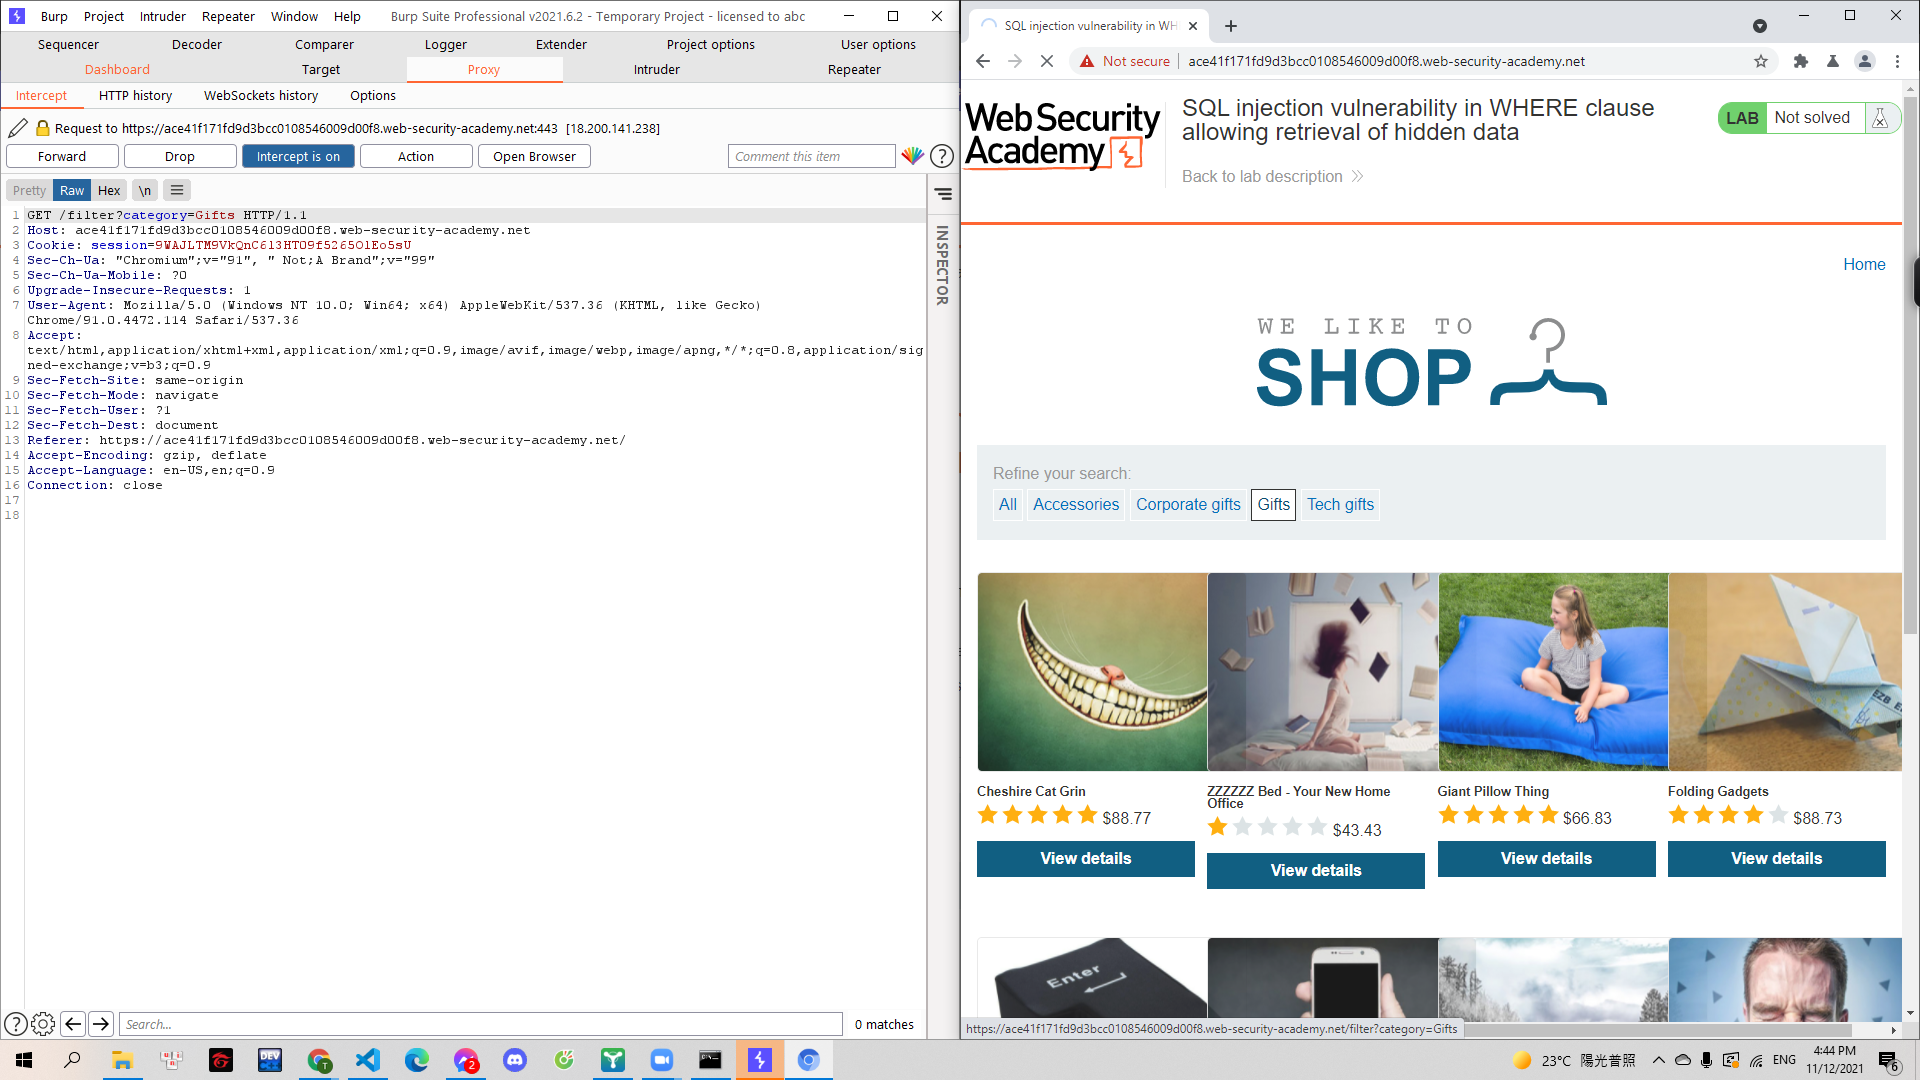 Burp Project Intruder Repeater Window Help Burp Suite Professional v2021.6.2 - Temporary Project - licensed to abc
Sequencer Decoder Comparer Logger Extender Project options User options
Dashboard Target Proxy Intruder Repeater
Intercept HTTP history WebSockets history Options
Request to https://ace41f171fd9d3bcc0108546009d00f8.web-security-academy.net:443 [18.200.141.238]
Forward Drop Intercept is on Action Open Browser Comment this item ?
Pretty Raw Hex \n
INSPECTOR
1 GET /filter?category=Gifts HTTP/1.1
2 Host: ace41f171fd9d3bcc0108546009d00f8.web-security-academy.net
3 Cookie: session=9WAJLTM9VkQnC613HTO9f5265OlEo5sU
4 Sec-Ch-Ua: "Chromium";v="91", " Not;A Brand";v="99"
5 Sec-Ch-Ua-Mobile: ?0
6 Upgrade-Insecure-Requests: 1
7 User-Agent: Mozilla/5.0 (Windows NT 10.0; Win64; x64) AppleWebKit/537.36 (KHTML, like Gecko)
Chrome/91.0.4472.114 Safari/537.36
8 Accept:
text/html,application/xhtml+xml,application/xml;q=0.9,image/avif,image/webp,image/apng,*/*;q=0.8,application/sig
ned-exchange;v=b3;q=0.9
9 Sec-Fetch-Site: same-origin
10 Sec-Fetch-Mode: navigate
11 Sec-Fetch-User: ?1
12 Sec-Fetch-Dest: document
13 Referer: https://ace41f171fd9d3bcc0108546009d00f8.web-security-academy.net/
14 Accept-Encoding: gzip, deflate
15 Accept-Language: en-US,en;q=0.9
16 Connection: close
17
18
? Search... 0 matches
SQL injection vulnerability in WH
Not secure ace41f171fd9d3bcc0108546009d00f8.web-security-academy.net
Web Security
Academy
SQL injection vulnerability in WHERE clause
allowing retrieval of hidden data
Back to lab description
LAB Not solved
Home
WE LIKE TO
SHOP
Refine your search:
All Accessories Corporate gifts Gifts Tech gifts
Cheshire Cat Grin
$88.77
View details
ZZZZZZ Bed - Your New Home
Office
$43.43
View details
Giant Pillow Thing
$66.83
View details
Folding Gadgets
$88.73
View details
Enter
https://ace41f171fd9d3bcc0108546009d00f8.web-security-academy.net/filter?category=Gifts
DEV
2
23°C 陽光普照 ENG
4:44 PM
11/12/2021
6